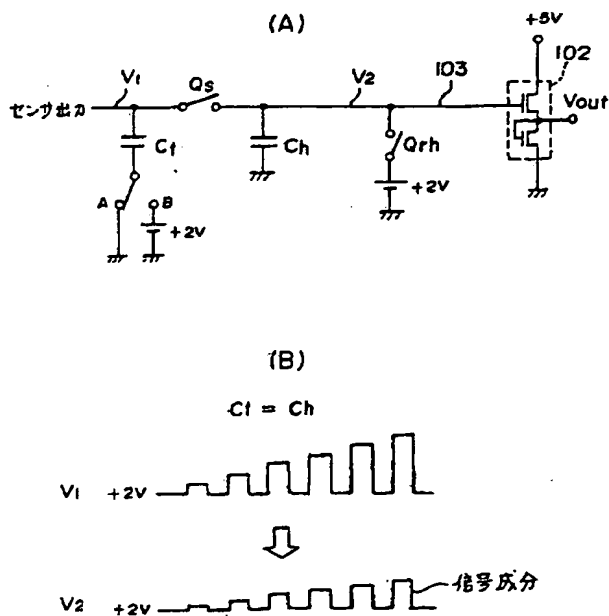 (A)
+5V
102
V1
Qs
V2
103
Vout
センサ出力
Ct
Ch
Qrh
A
B
+2V
+2V
(B)
Ct = Ch
V1 +2V
V2 +2V
信号成分